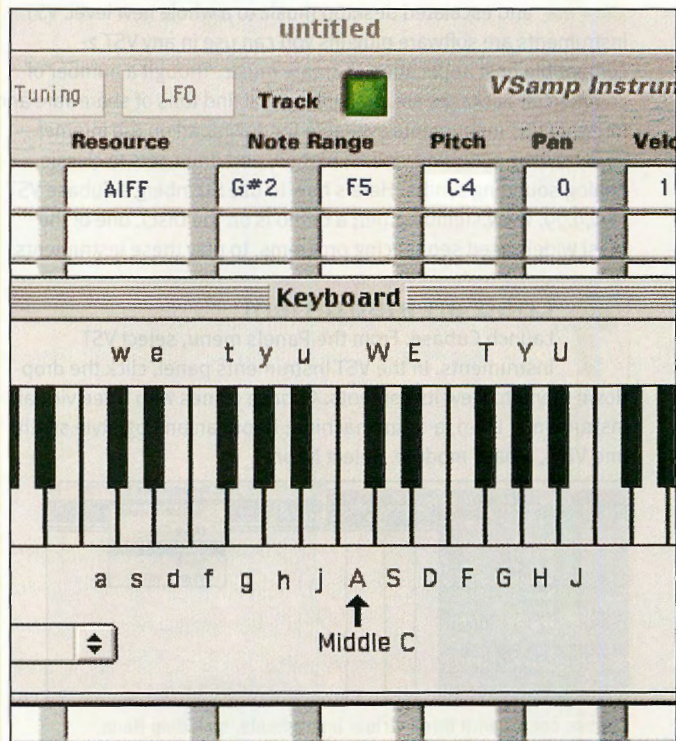 untitled
Tuning LFO Track VSamp Instrum
Resource Note Range Pitch Pan Velo
AIFF G#2 F5 C4 0 1
Keyboard
w e t y u W E T Y U
a s d f g h j A S D F G H J
Middle C